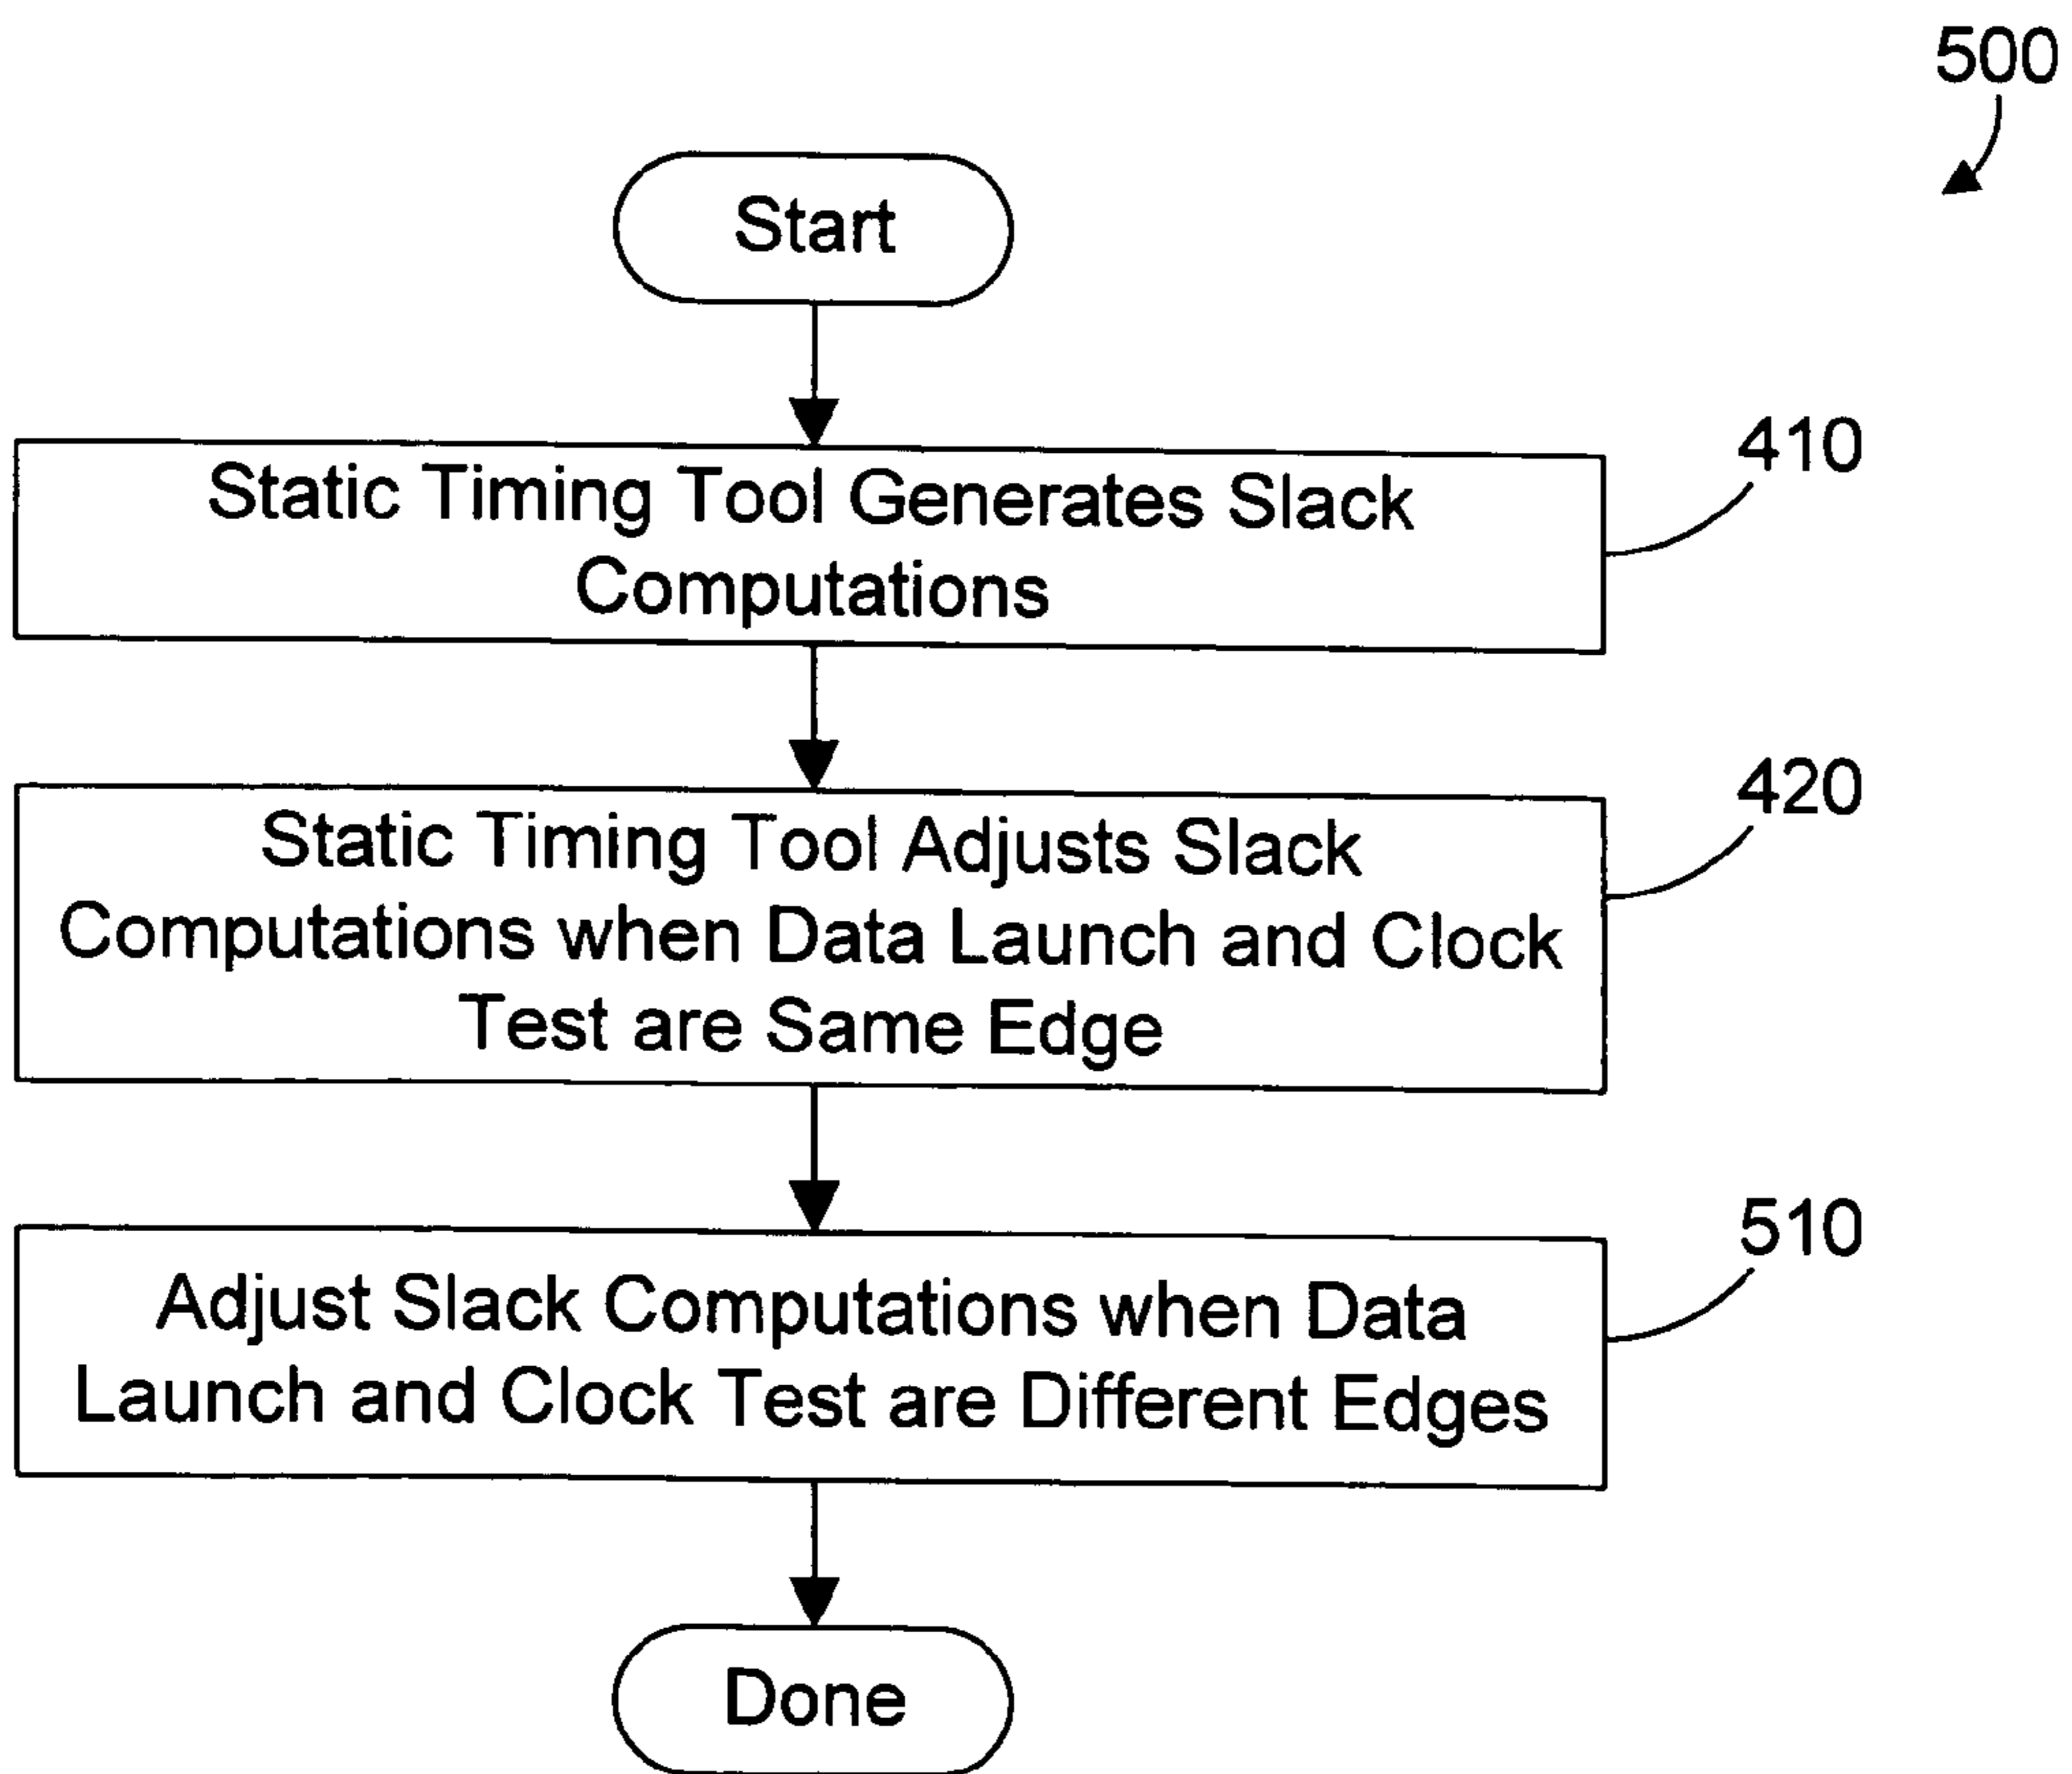 500
Start
410
Static Timing Tool Generates Slack
Computations
420
Static Timing Tool Adjusts Slack
Computations when Data Launch and Clock
Test are Same Edge
510
Adjust Slack Computations when Data
Launch and Clock Test are Different Edges
Done